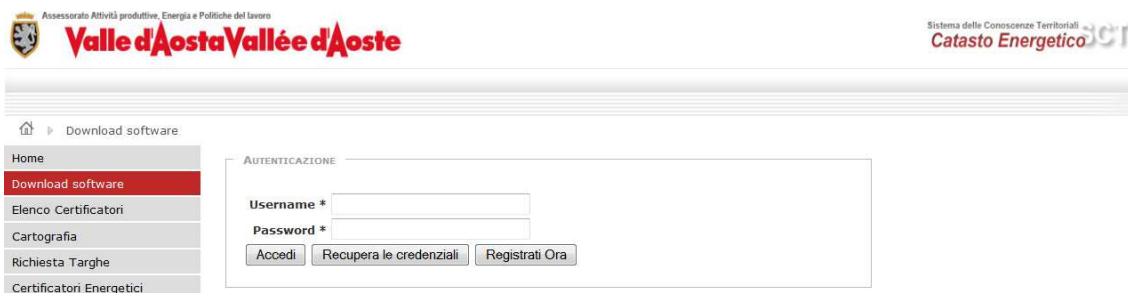 Assessorato Attività produttive, Energia e Politiche del lavoro
Valle d'Aosta Vallée d'Aoste
Sistema delle Conoscenze Territoriali
SCT
Catasto Energetico
Download software
Home
Download software
Elenco Certificatori
Cartografia
Richiesta Targhe
Certificatori Energetici
AUTENTICAZIONE
Username *
Password *
Accedi Recupera le credenziali Registrati Ora